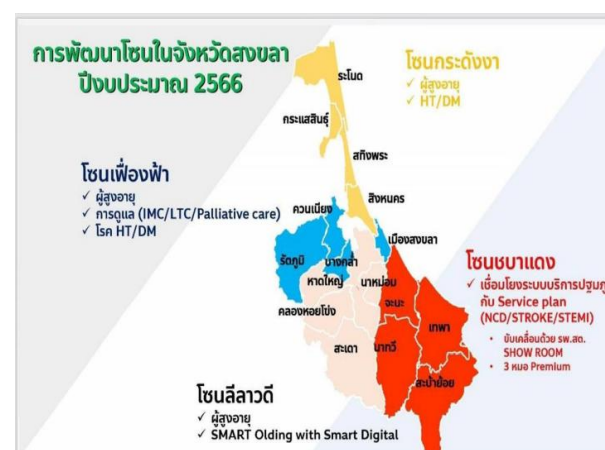 การพัฒนาโซนในจังหวัดสงขลา
ปีงบประมาณ 2566
โซนกระดังงา
✓ ผู้สูงอายุ
✓ HT/DM
ระโนด
กระแสสินธุ์
สทิงพระ
สิงหนคร
โซนเฟื่องฟ้า
✓ ผู้สูงอายุ
✓ การดูแล (IMC/LTC/Palliative care)
✓ โรค HT/DM
ควนเนียง
เมืองสงขลา
รัตภูมิ
บางกล่ำ
หาดใหญ่
นาหม่อม
คลองหอยโข่ง
จะนะ
เทพา
สะเดา
นาทวี
สะบ้าย้อย
โซนชบาแดง
✓ เชื่อมโยงระบบบริการปฐมภู
กับ Service plan
(NCD/STROKE/STEMI)
• ขับเคลื่อนด้วย รพ.สต.
SHOW ROOM
• 3 หมอ Premium
โซนลีลาวดี
✓ ผู้สูงอายุ
✓ SMART Olding with Smart Digital